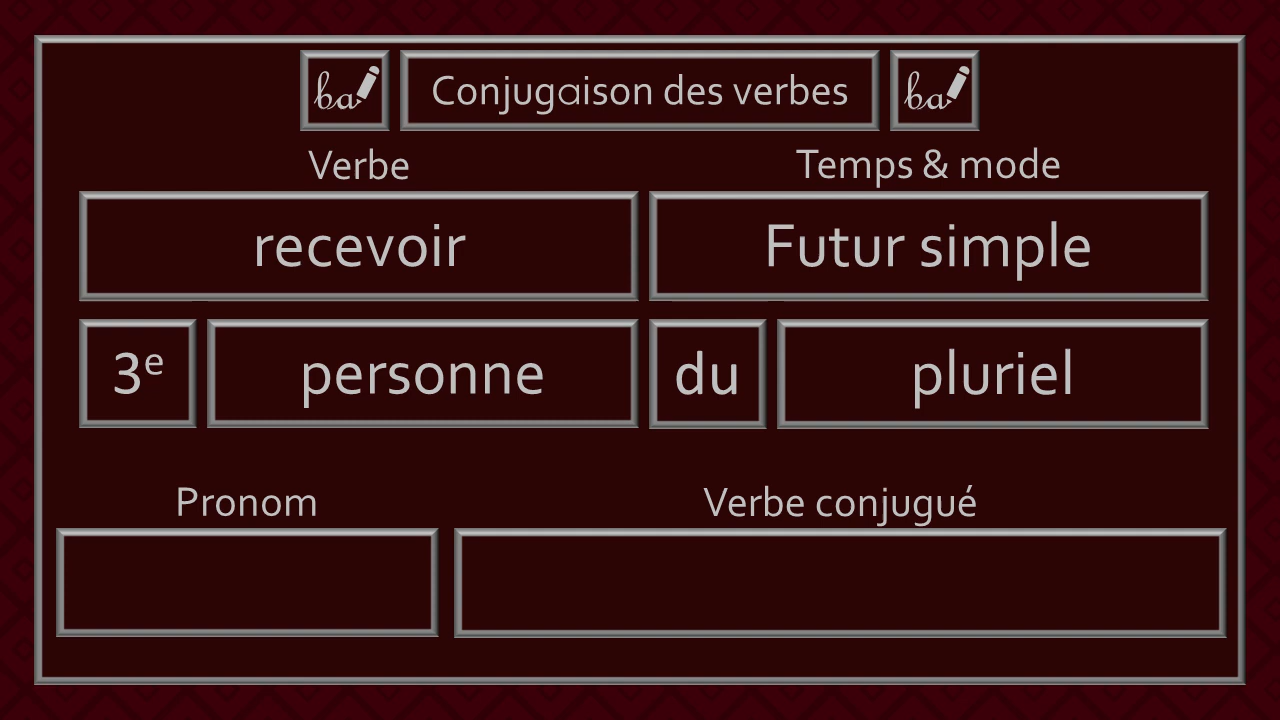 ba Conjugaison des verbes ba
Verbe Temps & mode
recevoir Futur simple
3e personne du pluriel
Pronom Verbe conjugué